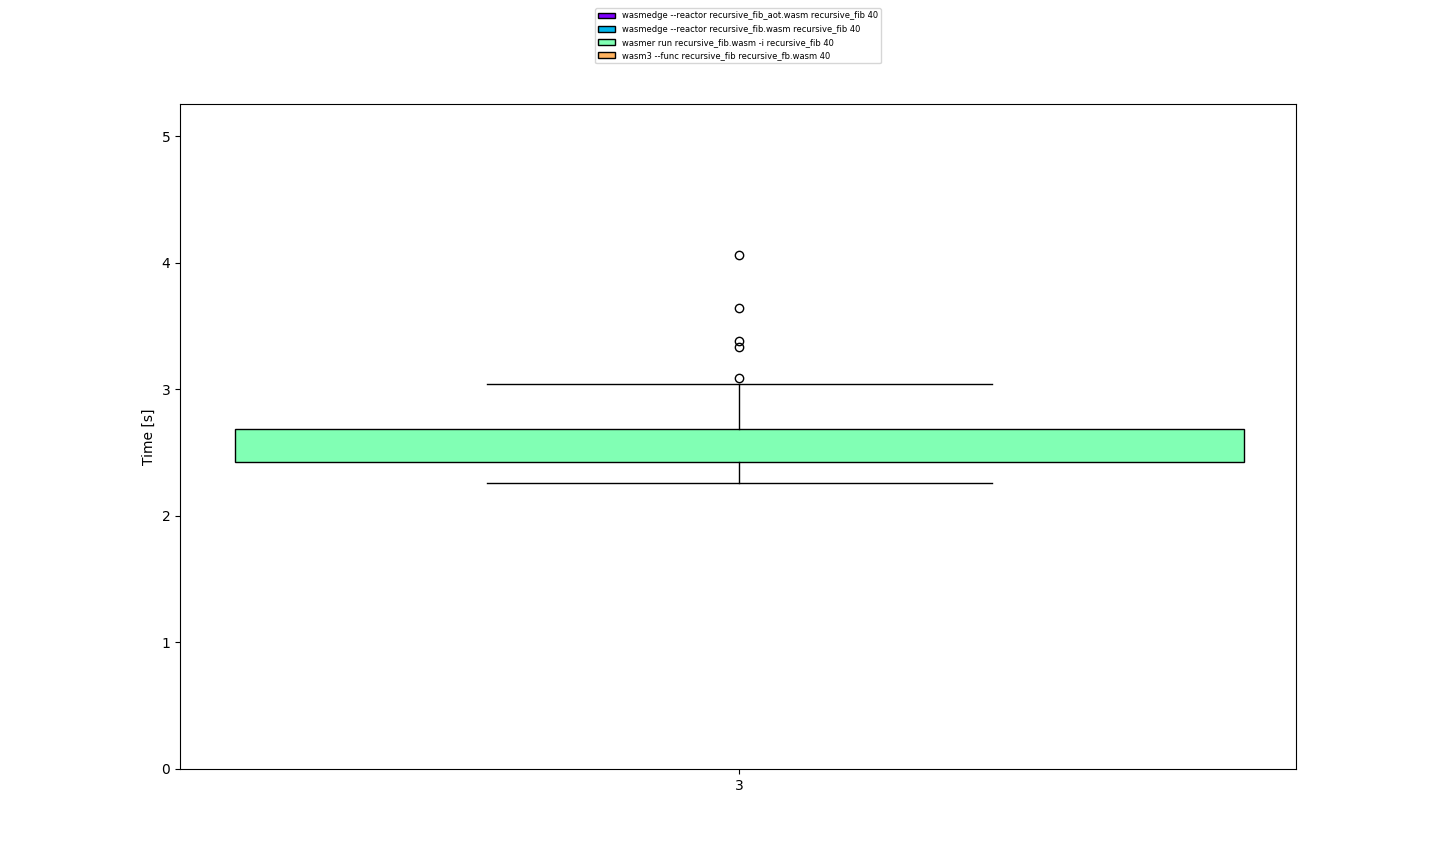 wasmedge --reactor recursive_fib_aot.wasm recursive_fib 40
wasmedge --reactor recursive_fib.wasm recursive_fib 40
wasmer run recursive_fib.wasm -i recursive_fib 40
wasm3 --func recursive_fib recursive_fb.wasm 40
5
4
3
2
1
0
Time [s]
3